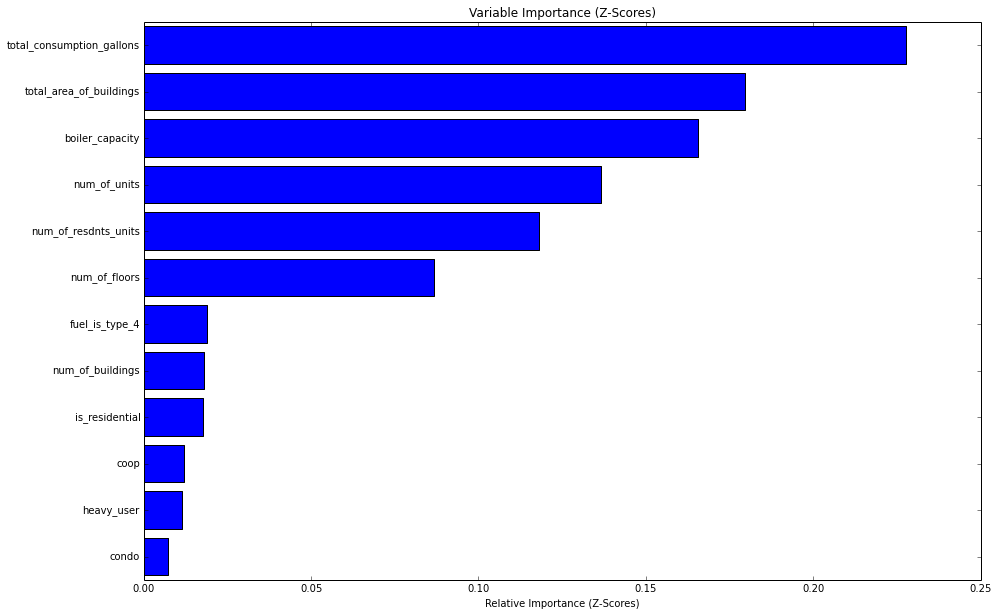 Variable Importance (Z-Scores)
total_consumption_gallons
total_area_of_buildings
boiler_capacity
num_of_units
num_of_resdnts_units
num_of_floors
fuel_is_type_4
num_of_buildings
is_residential
coop
heavy_user
condo
0.00 0.05 0.10 0.15 0.20 0.25
Relative Importance (Z-Scores)